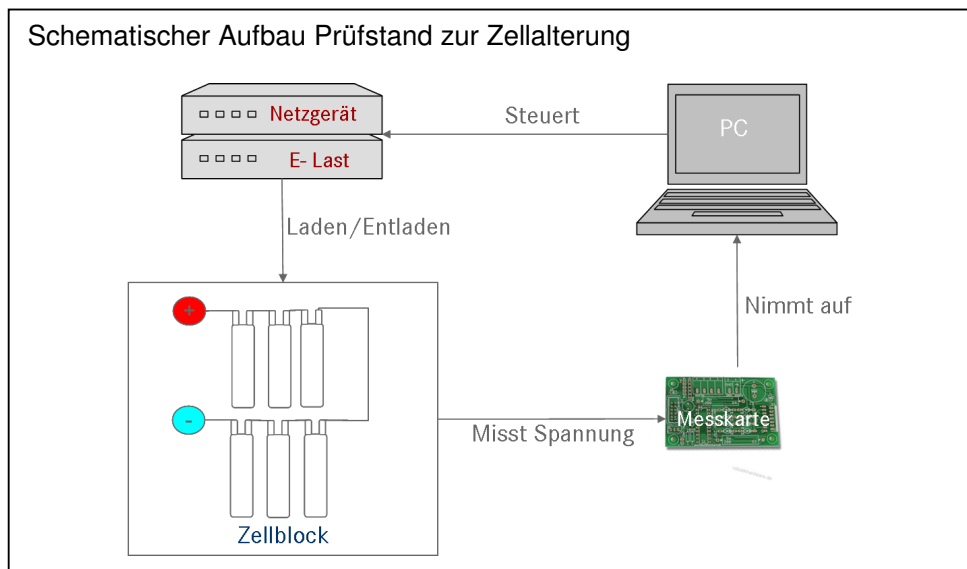 Schematischer Aufbau Prüfstand zur Zellalterung
Netzgerät
E- Last
Steuert
PC
Laden/Entladen
Nimmt auf
+
-
Misst Spannung
Messkarte
Zellblock